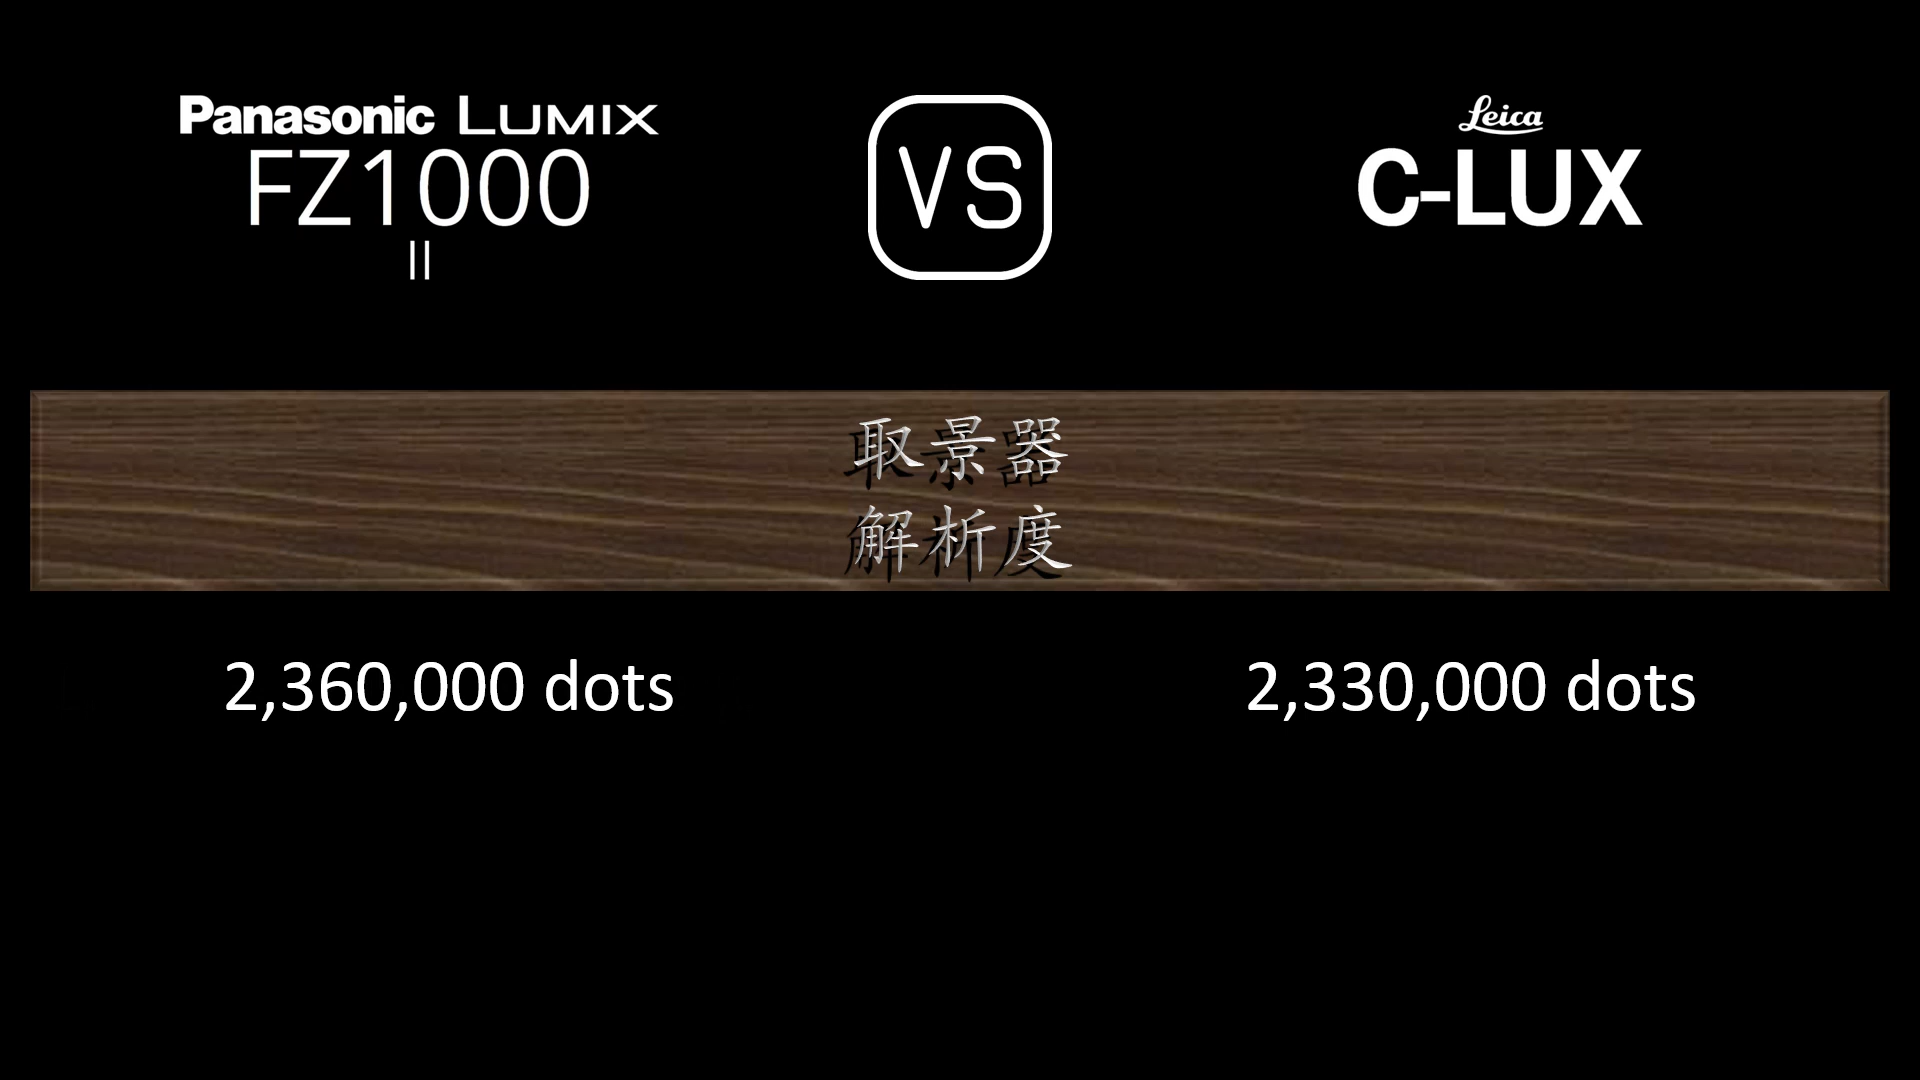 Panasonic LUMIX
FZ1000
II
VS
Leica
C-LUX
取景器
解析度
2,360,000 dots
2,330,000 dots